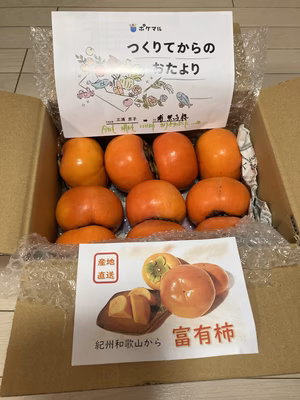 ポケマル
つくりてからの
おたより
産地
直送
紀州和歌山から
富有柿